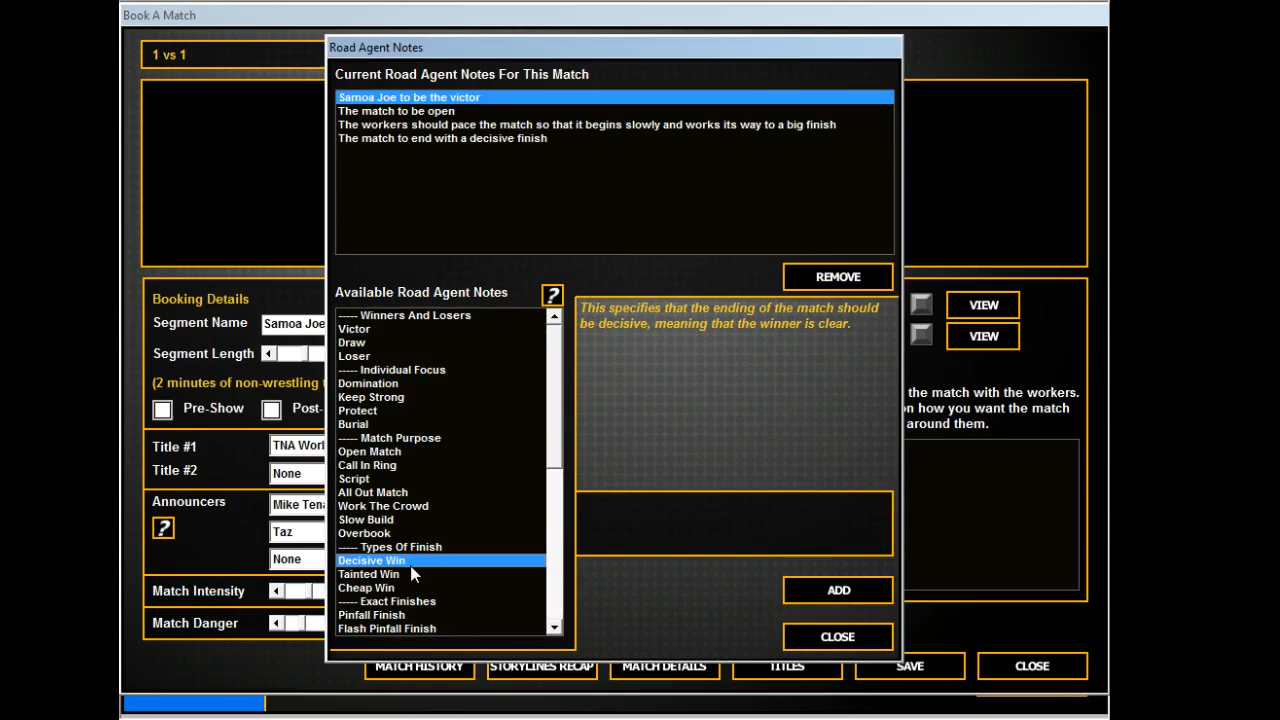 Book A Match
1 vs 1
Road Agent Notes
Current Road Agent Notes For This Match
Samoa Joe to be the victor
The match to be open
The workers should pace the match so that it begins slowly and works its way to a big finish
The match to end with a decisive finish
REMOVE
Available Road Agent Notes
?
----- Winners And Losers
Victor
Draw
Loser
----- Individual Focus
Domination
Keep Strong
Protect
Burial
----- Match Purpose
Open Match
Call In Ring
Script
All Out Match
Work The Crowd
Slow Build
Overbook
----- Types Of Finish
Decisive Win
Tainted Win
Cheap Win
----- Exact Finishes
Pinfall Finish
Flash Pinfall Finish
This specifies that the ending of the match should
be decisive, meaning that the winner is clear.
ADD
CLOSE
Booking Details
Segment Name
Samoa Joe
Segment Length
(2 minutes of non-wrestling
Pre-Show
Post-
Title #1
TNA Worl
Title #2
None
Announcers
Mike Tena
?
Taz
None
Match Intensity
Match Danger
VIEW
VIEW
the match with the workers.
on how you want the match
around them.
MATCH HISTORY
STORYLINES RECAP
MATCH DETAILS
TITLES
SAVE
CLOSE